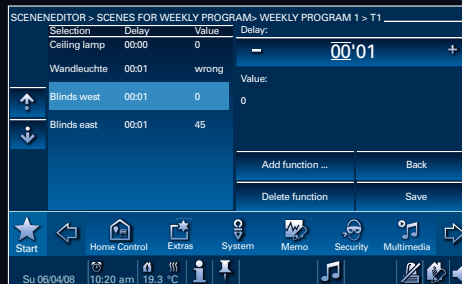 SCENENEDITOR > SCENES FOR WEEKLY PROGRAM> WEEKLY PROGRAM 1 > T1
Selection Delay Value Delay:
Ceiling lamp 00:00 0
- 00'01 +
Wandleuchte 00:01 wrong
Value:
Blinds west 00:01 0
0
Blinds east 00:01 45
Add function ... Back
Delete function Save
Start Home Control Extras System Memo Security Multimedia
Su 06/04/08 10:20 am 19.3 °C